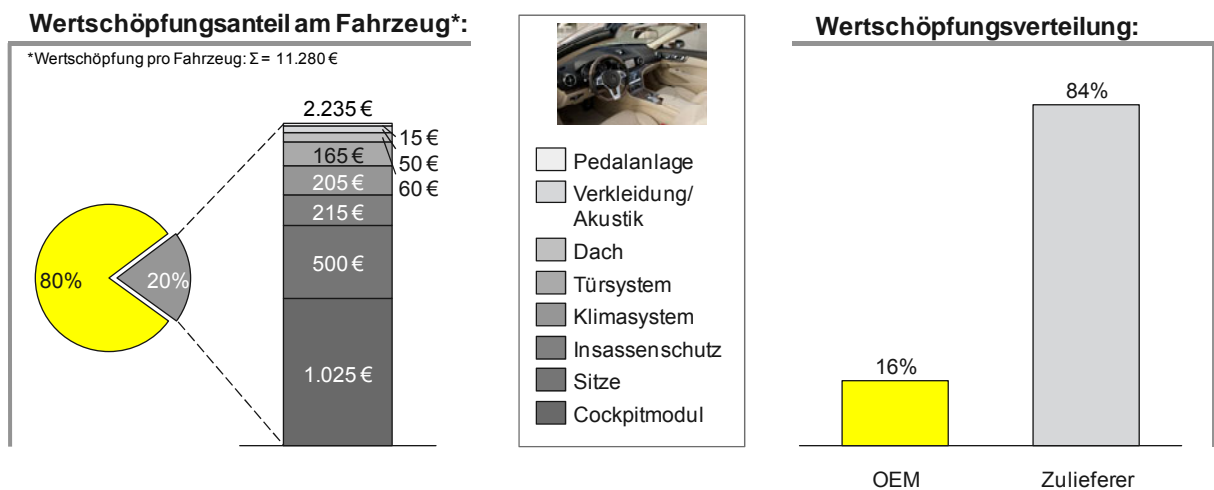 Wertschöpfungsanteil am Fahrzeug*:
*Wertschöpfung pro Fahrzeug: Σ = 11.280 €
2.235 €
15 €
50 €
60 €
165 €
205 €
215 €
500 €
1.025 €
80%
20%
Pedalanlage
Verkleidung/
Akustik
Dach
Türsystem
Klimasystem
Insassenschutz
Sitze
Cockpitmodul
Wertschöpfungsverteilung:
84%
16%
OEM
Zulieferer